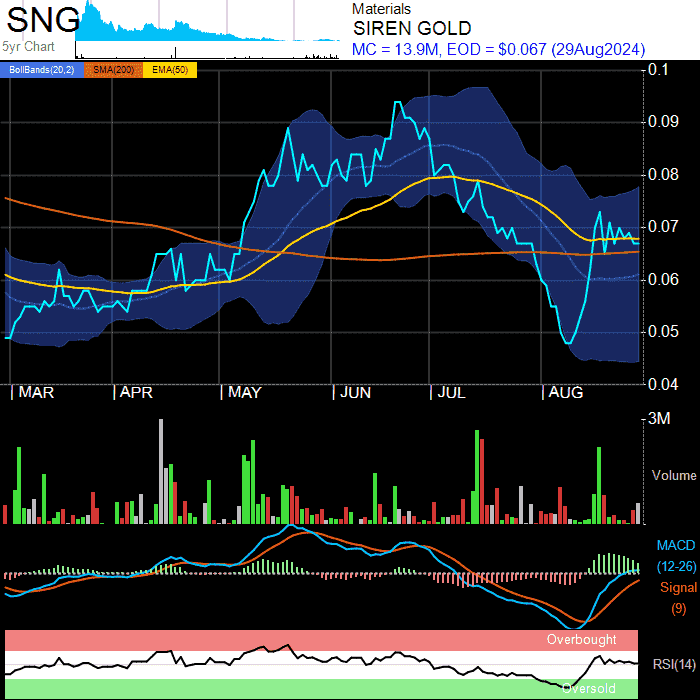 SNG
5yr Chart
Materials
SIREN GOLD
MC = 13.9M, EOD = $0.067 (29Aug2024)
BollBands(20,2) SMA(200) EMA(50)
0.1
0.09
0.08
0.07
0.06
0.05
0.04
MAR APR MAY JUN JUL AUG
3M
Volume
MACD
(12-26)
Signal
(9)
Overbought
RSI(14)
Oversold